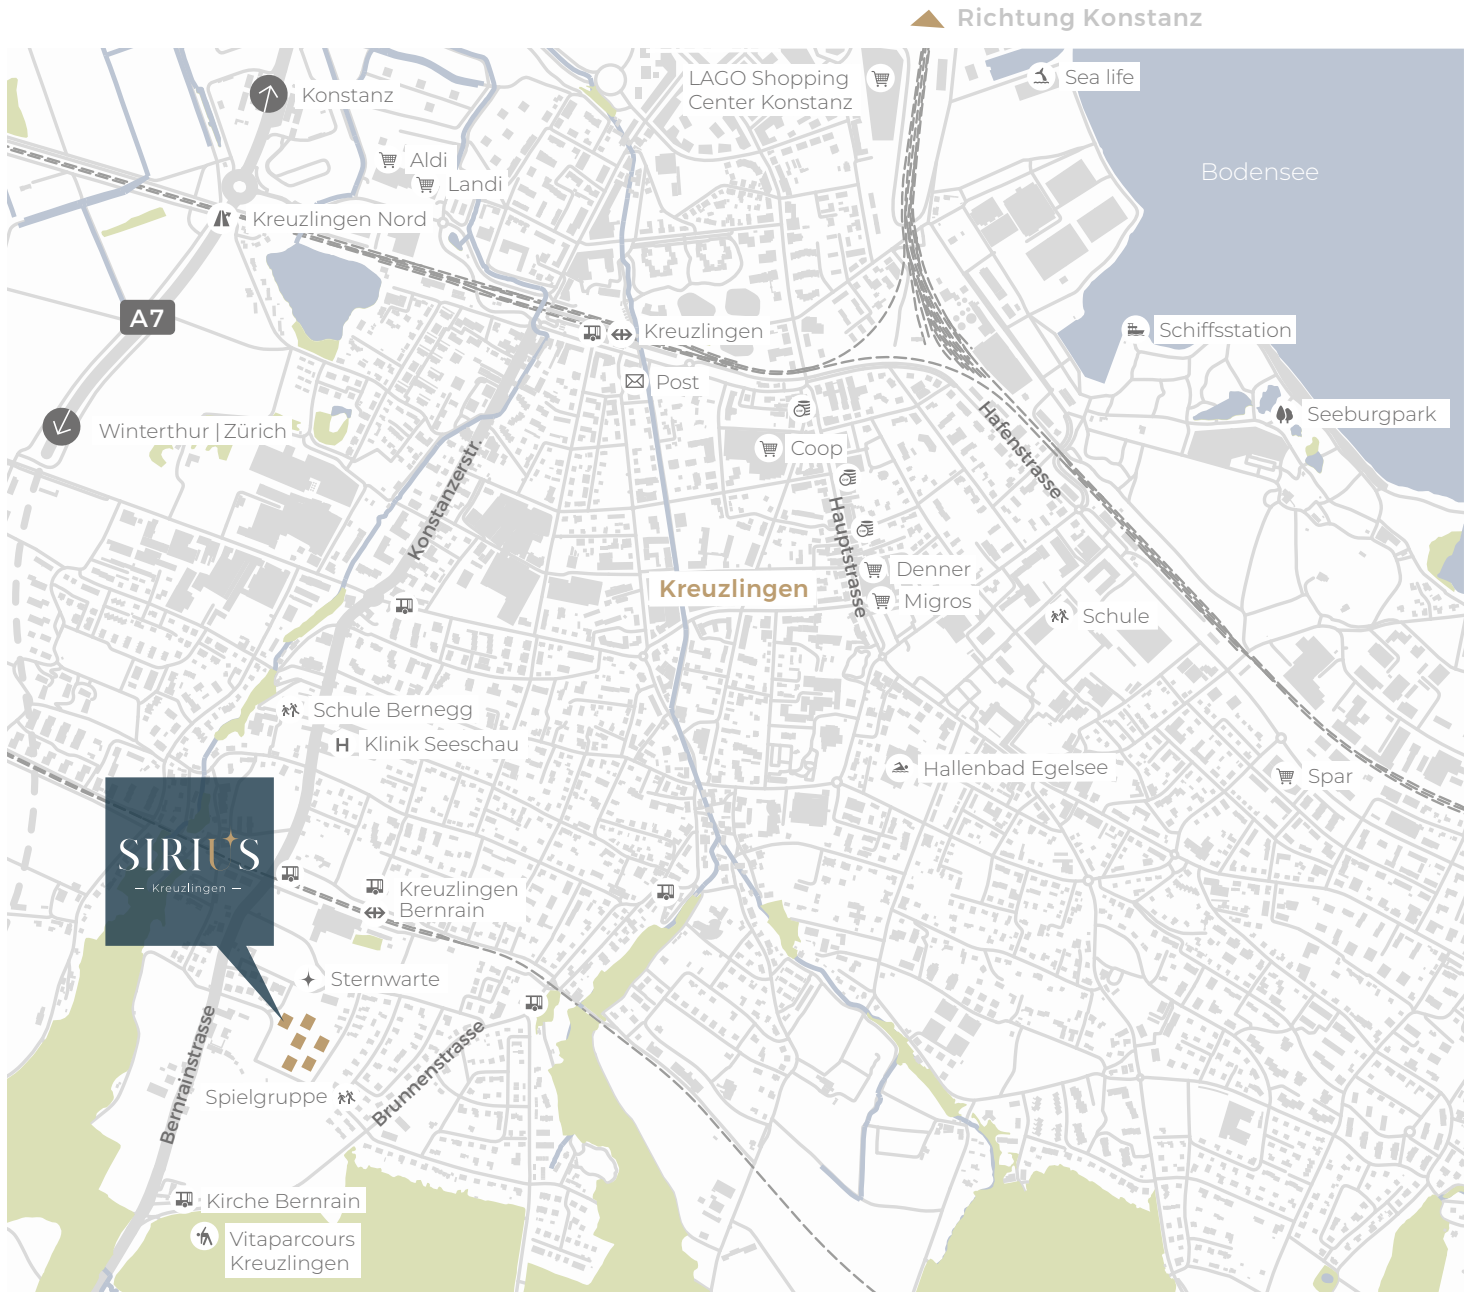 Richtung Konstanz
LAGO Shopping
Center Konstanz
Sea life
Konstanz
Aldi
Landi
Bodensee
Kreuzlingen Nord
A7
Kreuzlingen
Schiffsstation
Post
Winterthur | Zürich
Seeburgpark
Coop
Hafenstrasse
Konstanzerstr.
Hauptstrasse
Denner
Kreuzlingen
Migros
Schule
Schule Bernegg
Klinik Seeschau
Hallenbad Egelsee
Spar
SIRIUS
Kreuzlingen
Kreuzlingen
Bernrain
Sternwarte
Bernrainstrasse
Brunnenstrasse
Spielgruppe
Kirche Bernrain
Vitaparcours
Kreuzlingen
H